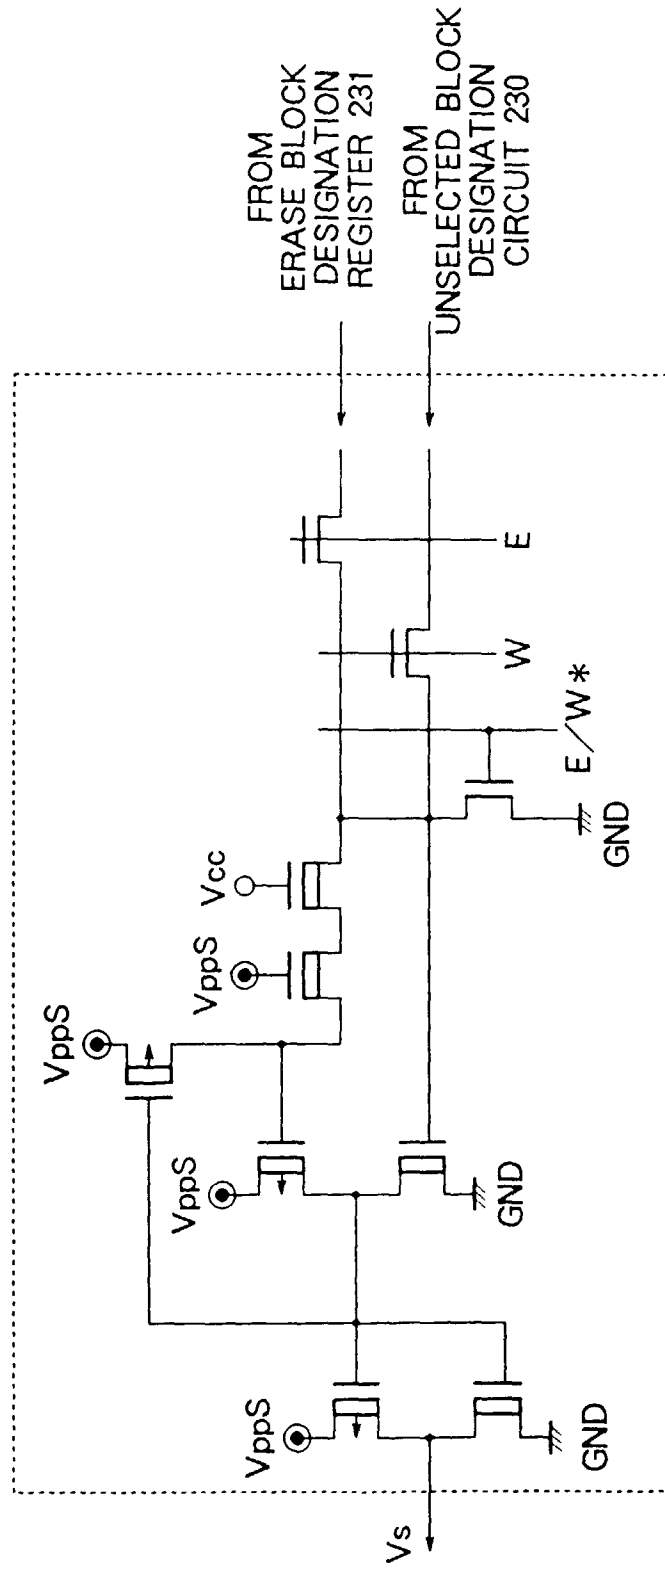 FROM
ERASE BLOCK
DESIGNATION
REGISTER 231
FROM
UNSELECTED BLOCK
DESIGNATION
CIRCUIT 230
VppS
VppS
Vcc
VppS
VppS
E
W
E/W*
GND
GND
GND
Vs